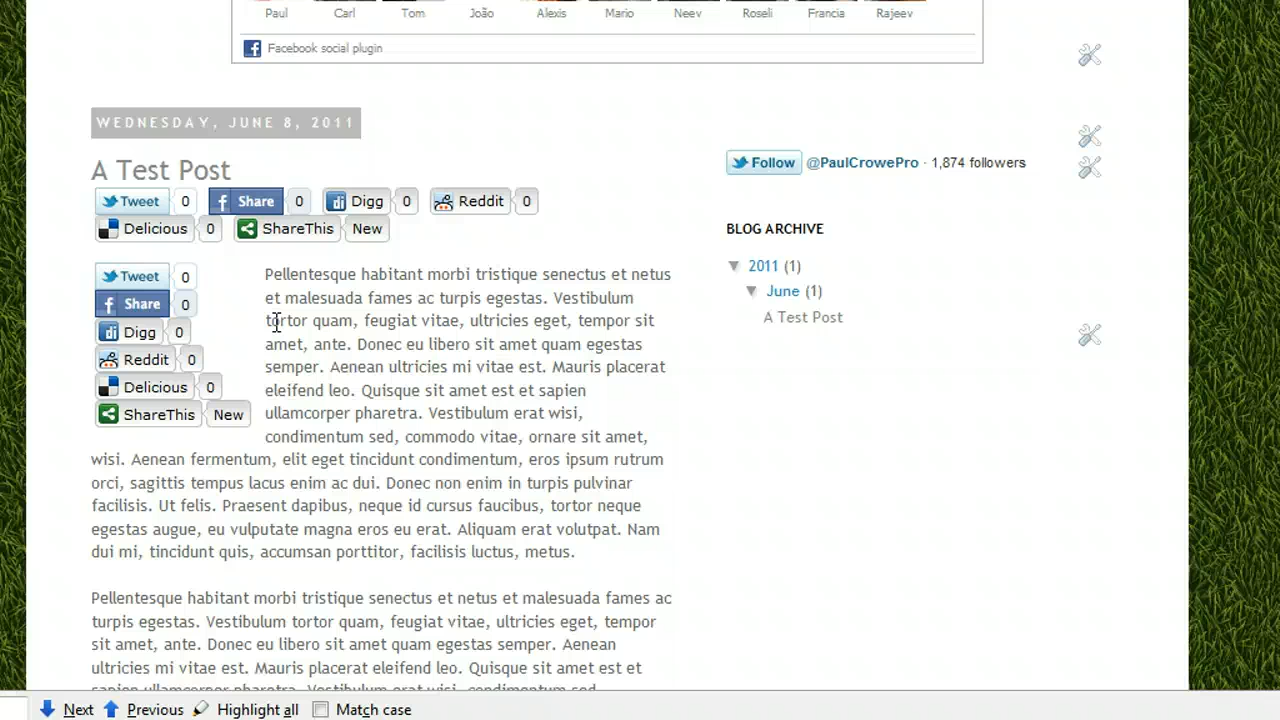 Paul Carl Tom João Alexis Mario Neev Roseli Francia Rajeev
Facebook social plugin
WEDNESDAY, JUNE 8, 2011
A Test Post
Tweet 0 Share 0 Digg 0 Reddit 0
Delicious 0 ShareThis New
Tweet 0
Share 0
Digg 0
Reddit 0
Delicious 0
ShareThis New
Pellentesque habitant morbi tristique senectus et netus
et malesuada fames ac turpis egestas. Vestibulum
tortor quam, feugiat vitae, ultricies eget, tempor sit
amet, ante. Donec eu libero sit amet quam egestas
semper. Aenean ultricies mi vitae est. Mauris placerat
eleifend leo. Quisque sit amet est et sapien
ullamcorper pharetra. Vestibulum erat wisi,
condimentum sed, commodo vitae, ornare sit amet,
wisi. Aenean fermentum, elit eget tincidunt condimentum, eros ipsum rutrum
orci, sagittis tempus lacus enim ac dui. Donec non enim in turpis pulvinar
facilisis. Ut felis. Praesent dapibus, neque id cursus faucibus, tortor neque
egestas augue, eu vulputate magna eros eu erat. Aliquam erat volutpat. Nam
dui mi, tincidunt quis, accumsan porttitor, facilisis luctus, metus.
Pellentesque habitant morbi tristique senectus et netus et malesuada fames ac
turpis egestas. Vestibulum tortor quam, feugiat vitae, ultricies eget, tempor
sit amet, ante. Donec eu libero sit amet quam egestas semper. Aenean
ultricies mi vitae est. Mauris placerat eleifend leo. Quisque sit amet est et
sapien ullamcorper pharetra. Vestibulum erat wisi, condimentum sed,
Follow @PaulCrowePro · 1,874 followers
BLOG ARCHIVE
▼ 2011 (1)
▼ June (1)
A Test Post
Next Previous Highlight all Match case